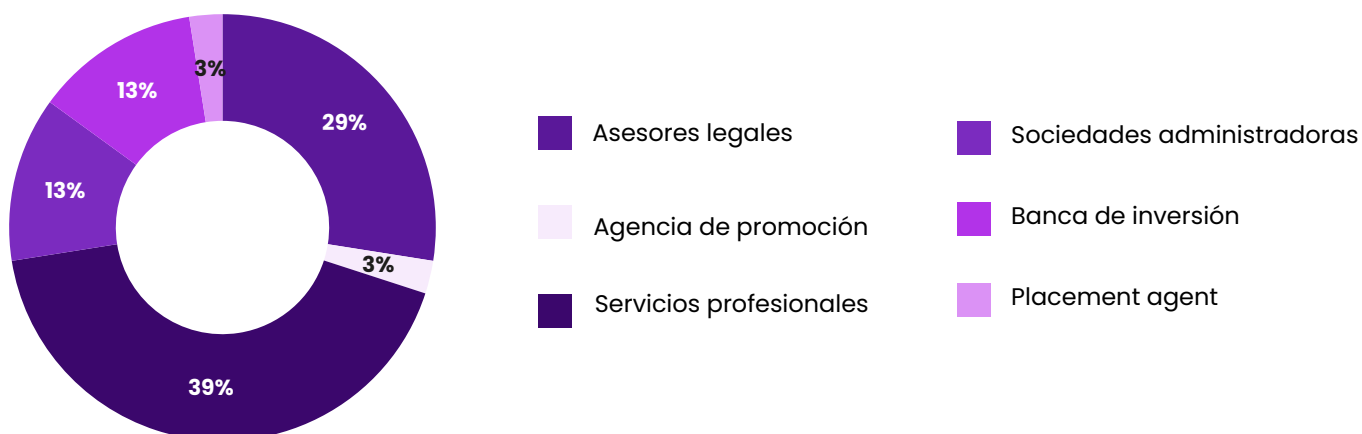 3%
13%
29%
13%
3%
39%
Asesores legales
Agencia de promoción
Servicios profesionales
Sociedades administradoras
Banca de inversión
Placement agent